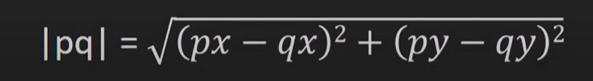 |pq| = √(px − qx)² + (py − qy)²